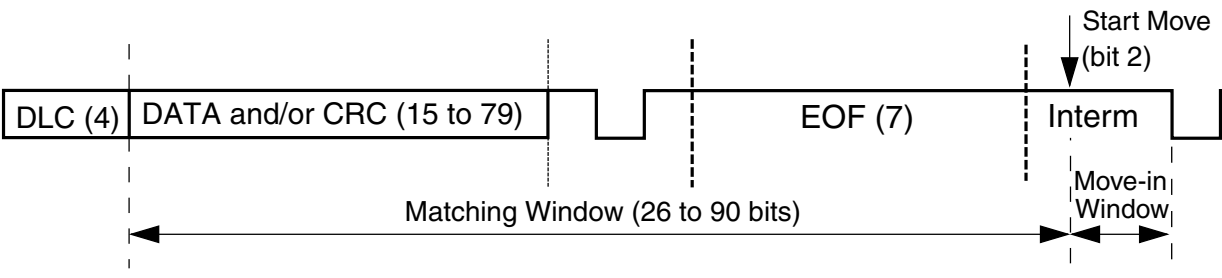 Start Move
(bit 2)
DLC (4) DATA and/or CRC (15 to 79) EOF (7) Interm
Move-in
Window
Matching Window (26 to 90 bits)